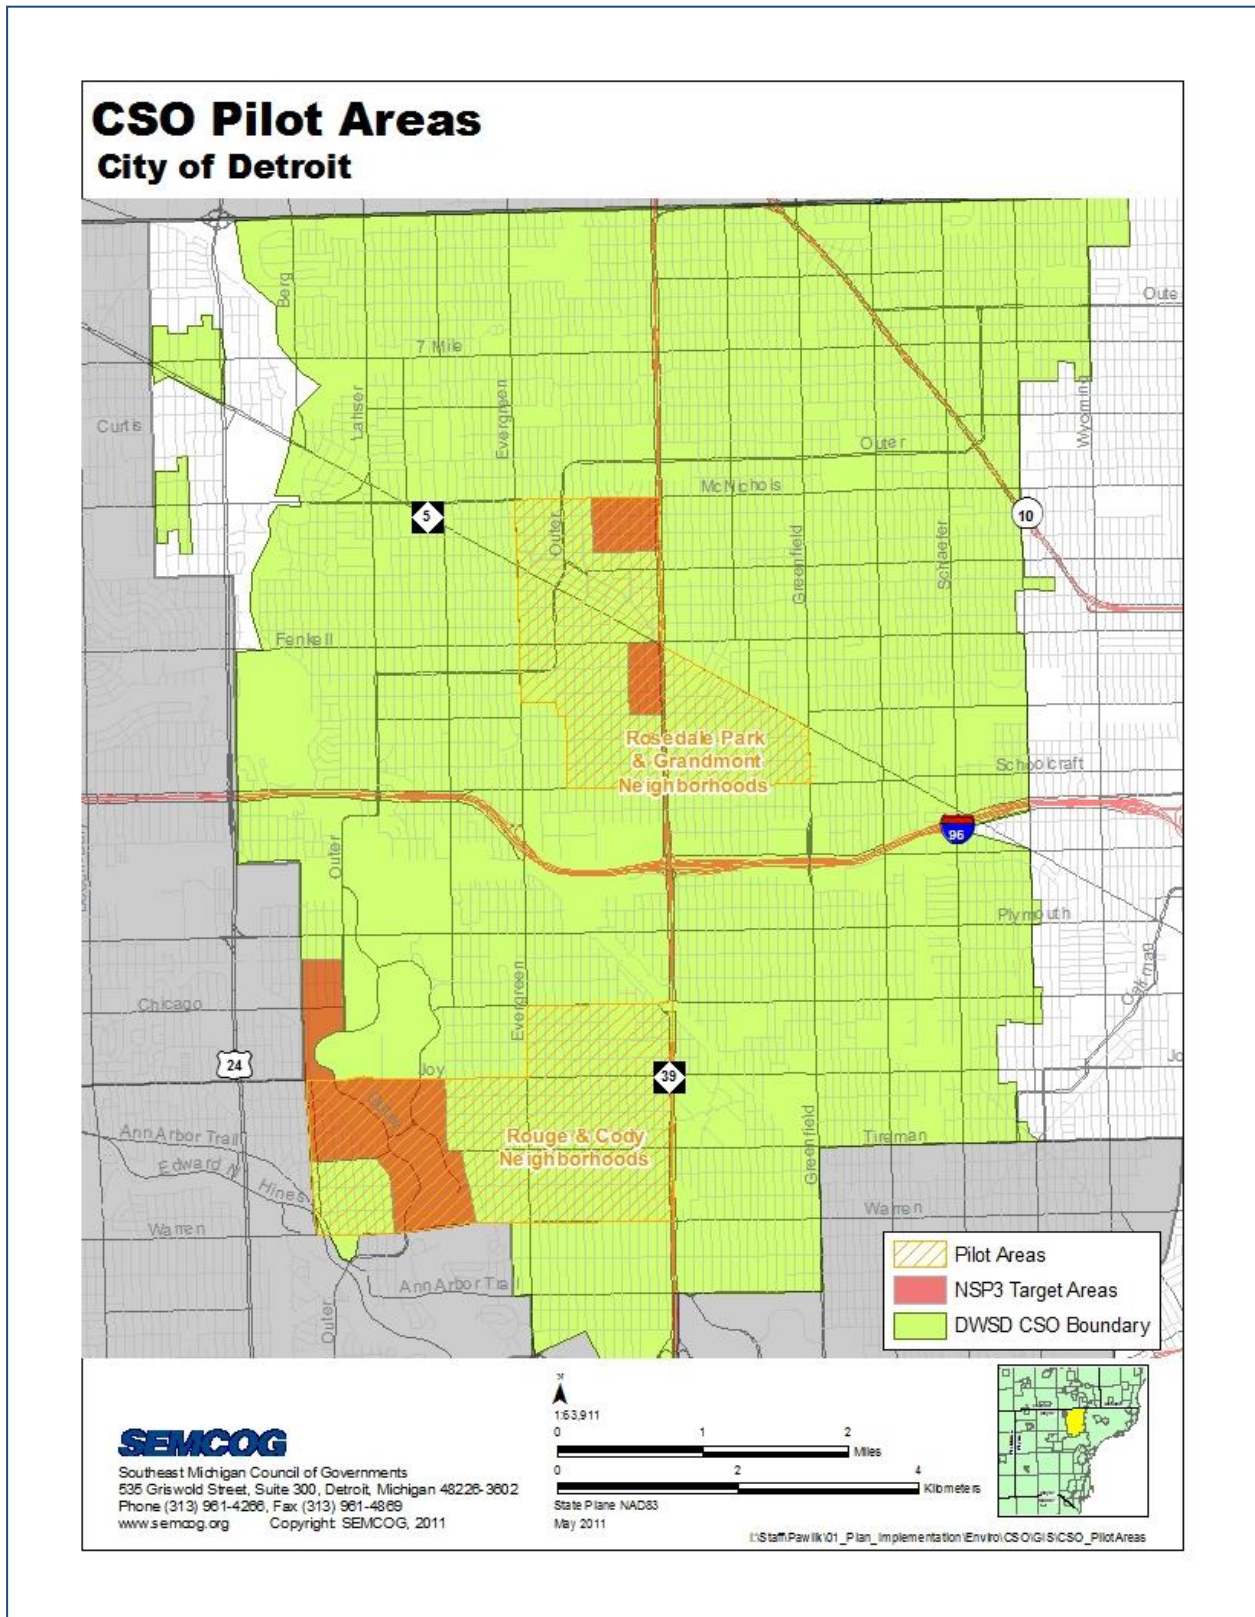 CSO Pilot Areas
City of Detroit
Berg
Oute
7 Mile
Lahser
Evergreen
Wyoming
Curtis
Outer
McNichols
5
10
Outer
Greenfield
Schaefer
Fenkell
Rosedale Park
& Grandmont
Neighborhoods
Schoolcraft
96
Outer
Plymouth
Evergreen
Oakman
Chicago
24
Joy
39
Jo
Outer
Ann Arbor Trail
Rouge & Cody
Neighborhoods
Tireman
Greenfield
Edward N Hines
Warren
Warren
Ann Arbor Trail
Outer
Pilot Areas
NSP3 Target Areas
DWSD CSO Boundary
SEMCOG
Southeast Michigan Council of Governments
535 Griswold Street, Suite 300, Detroit, Michigan 48226-3602
Phone (313) 961-4266, Fax (313) 961-4869
www.semcog.org Copyright SEMCOG, 2011
1:63,911
0 1 2
Miles
0 2 4
Kilometers
State Plane NAD83
May 2011
I:\Staff\Pawlik\01_Plan_Implementation\Enviro\CSO\GIS\CSO_PilotAreas